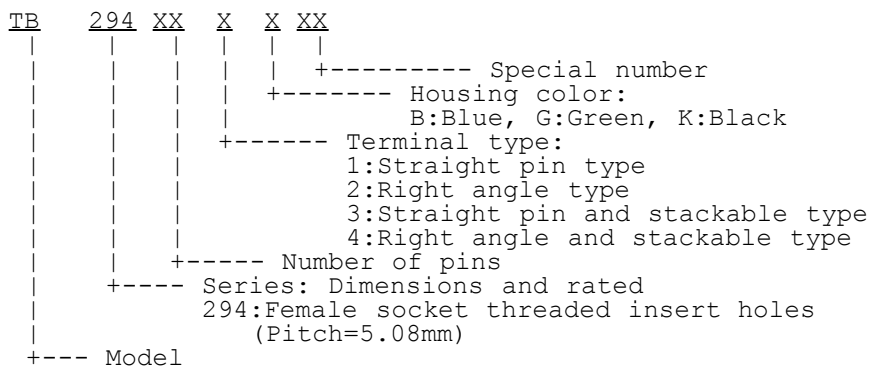 TB 294 XX X X XX
| | | | | +--------- Special number
| | | | +------- Housing color:
| | | | B:Blue, G:Green, K:Black
| | | +------ Terminal type:
| | | 1:Straight pin type
| | | 2:Right angle type
| | | 3:Straight pin and stackable type
| | | 4:Right angle and stackable type
| | +----- Number of pins
| +---- Series: Dimensions and rated
| 294:Female socket threaded insert holes
| (Pitch=5.08mm)
+--- Model